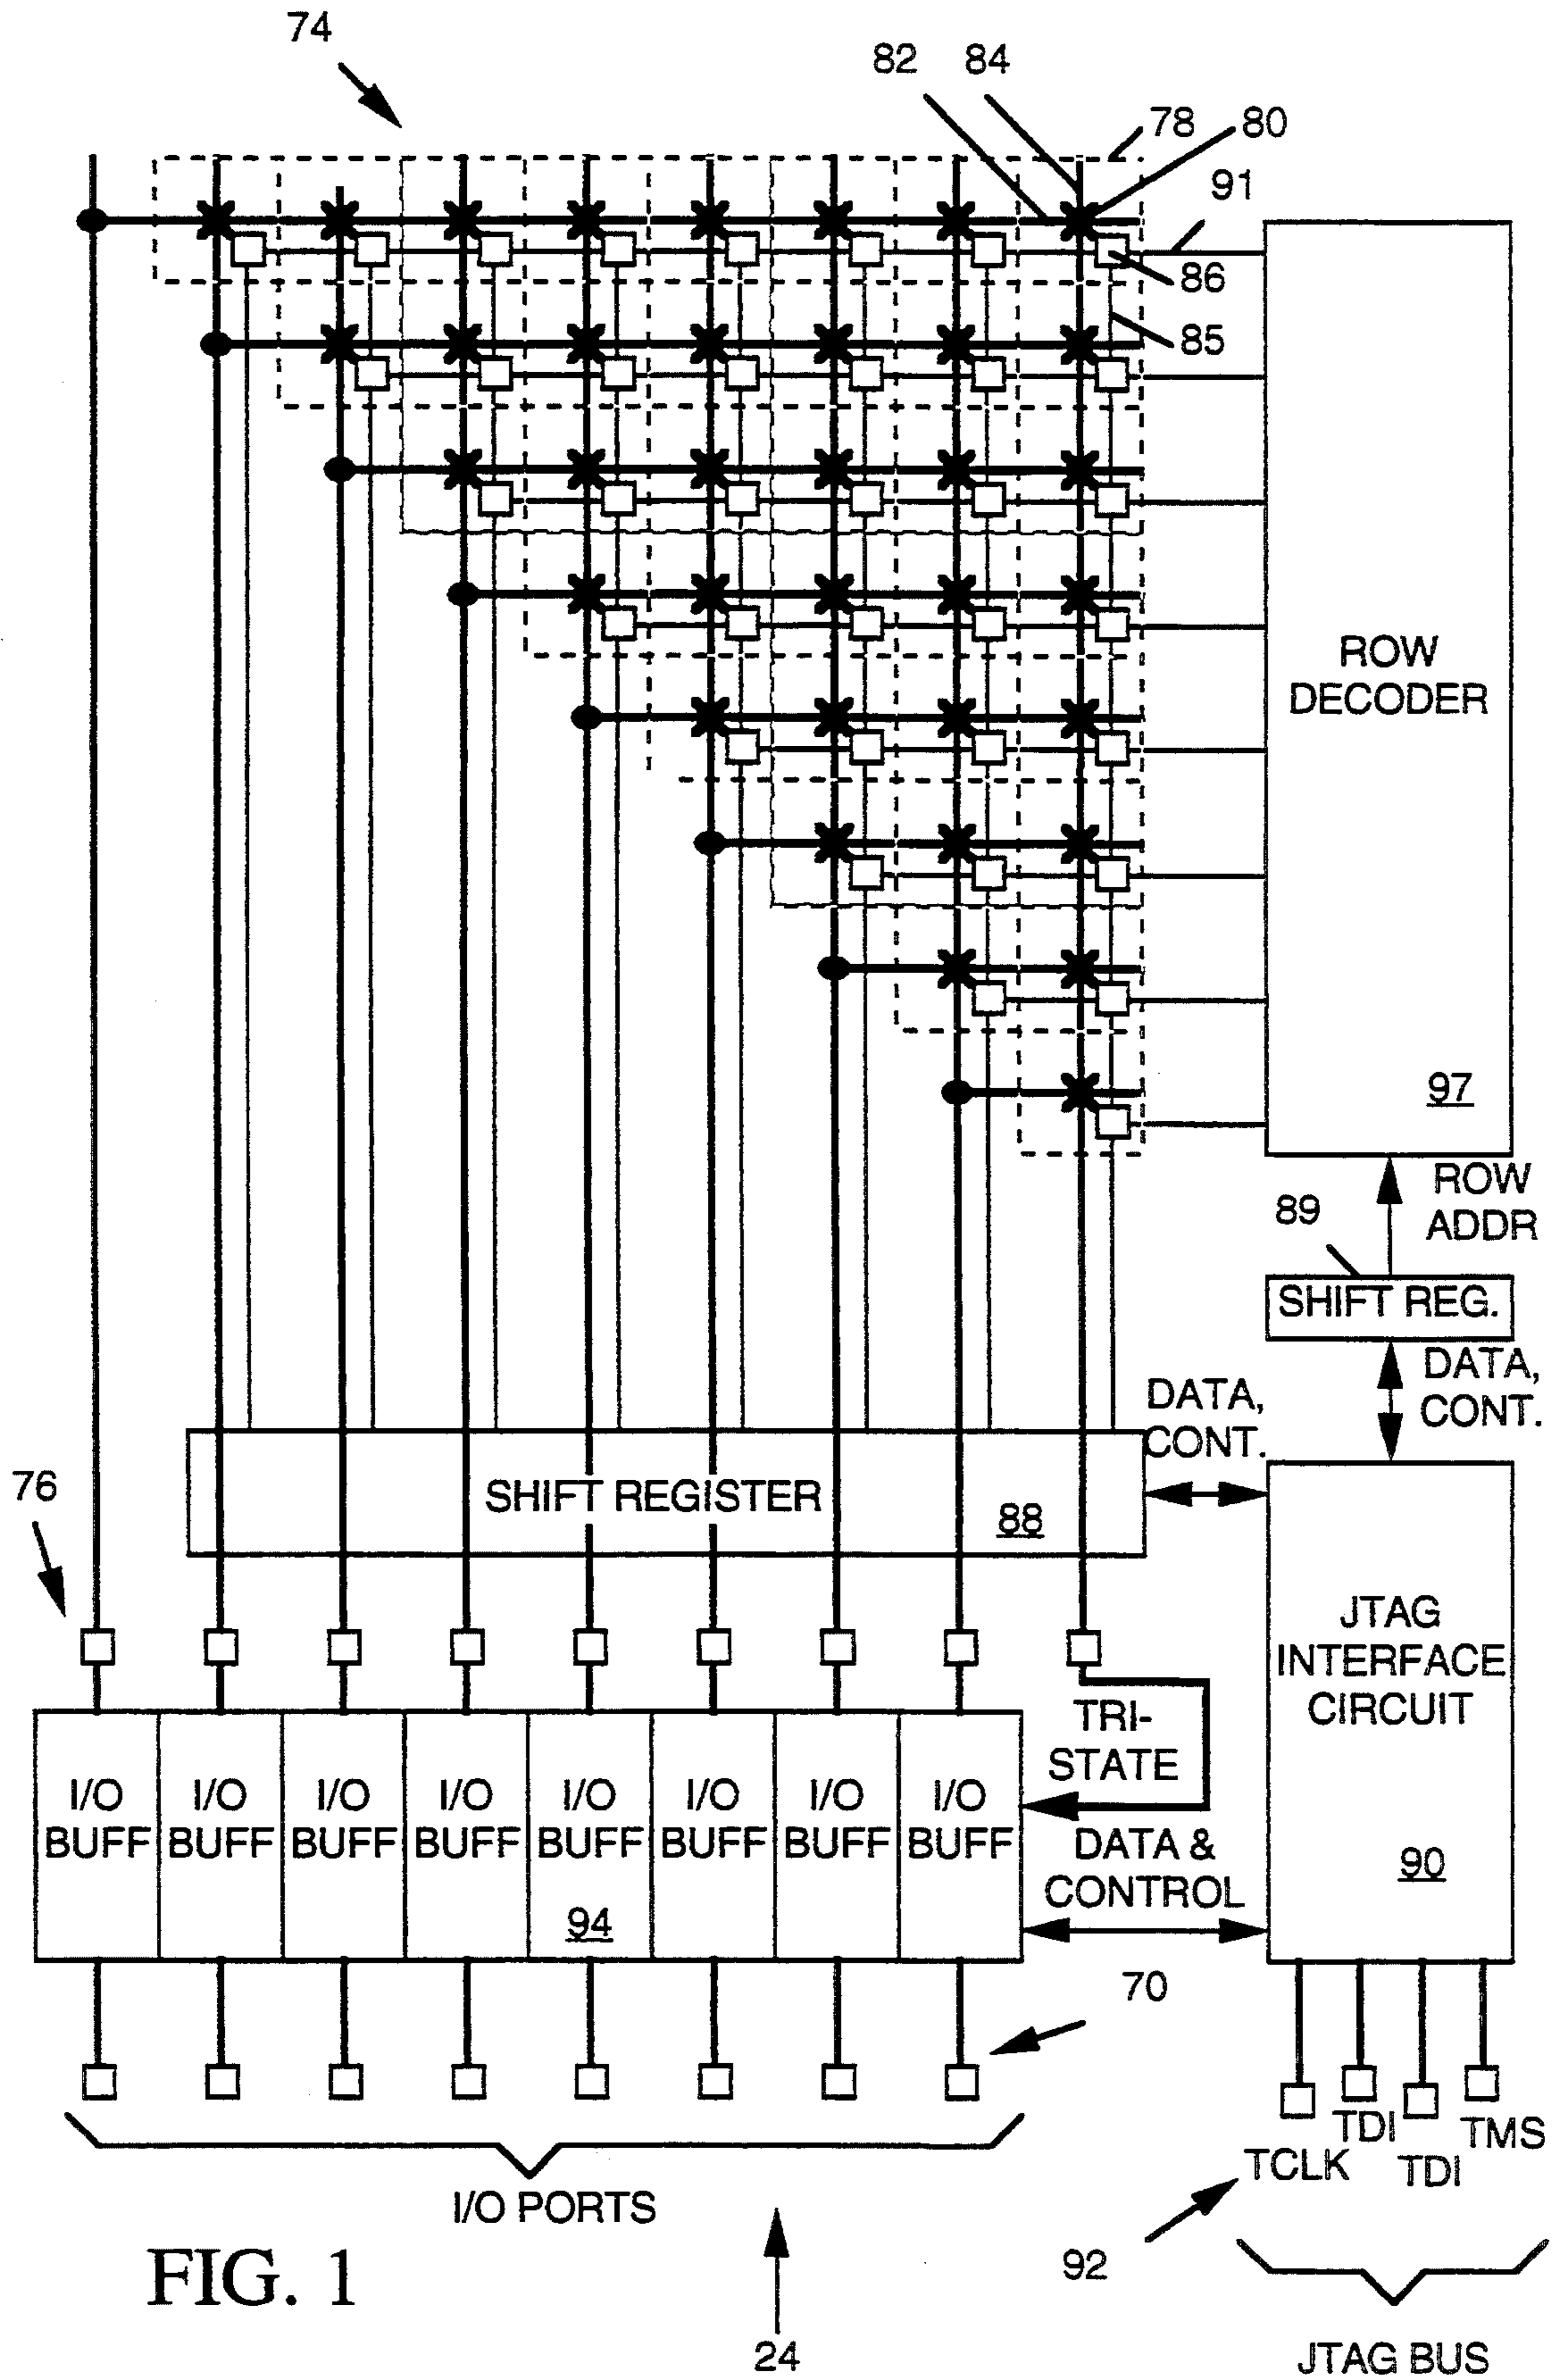 74
82 84
78 80
91
86
85
ROW
DECODER
97
ROW
ADDR
89
SHIFT REG.
DATA,
CONT.
DATA,
CONT.
SHIFT REGISTER
88
76
JTAG
INTERFACE
CIRCUIT
90
TRI-
STATE
I/O BUFF
I/O BUFF
I/O BUFF
I/O BUFF
I/O BUFF
I/O BUFF
I/O BUFF
I/O BUFF
94
DATA &
CONTROL
70
TCLK
TDI
TDI
TMS
92
I/O PORTS
FIG. 1
24
JTAG BUS